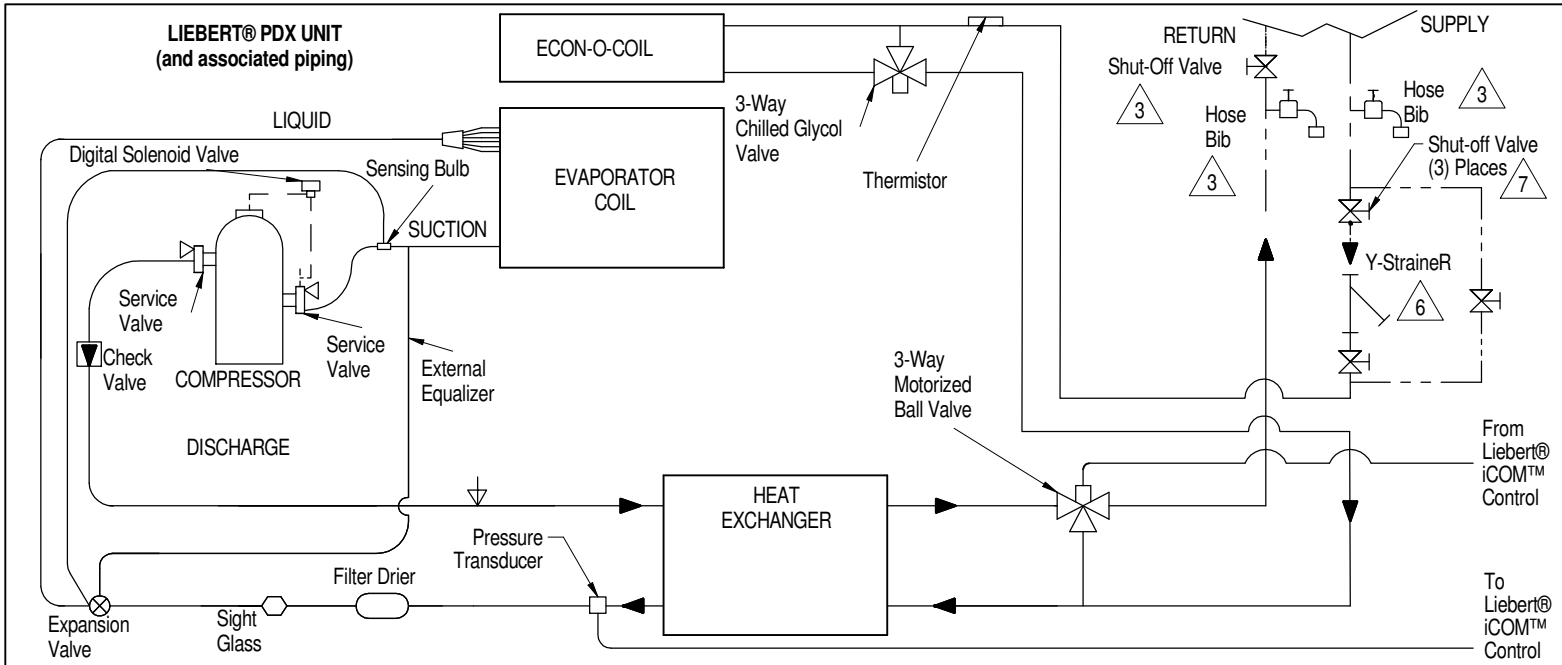 LIEBERT® PDX UNIT
(and associated piping)
ECON-O-COIL
RETURN
SUPPLY
Shut-Off Valve
3
Hose
Bib
3
Hose
Bib
3
3-Way
Chilled Glycol
Valve
Thermistor
Shut-off Valve
(3) Places
7
LIQUID
Digital Solenoid Valve
Sensing Bulb
EVAPORATOR
COIL
SUCTION
Y-StraineR
6
Service
Valve
Service
Valve
Check
Valve
COMPRESSOR
External
Equalizer
3-Way
Motorized
Ball Valve
DISCHARGE
From
Liebert®
iCOM™
Control
HEAT
EXCHANGER
Pressure
Transducer
Filter Drier
Sight
Glass
Expansion
Valve
To
Liebert®
iCOM™
Control